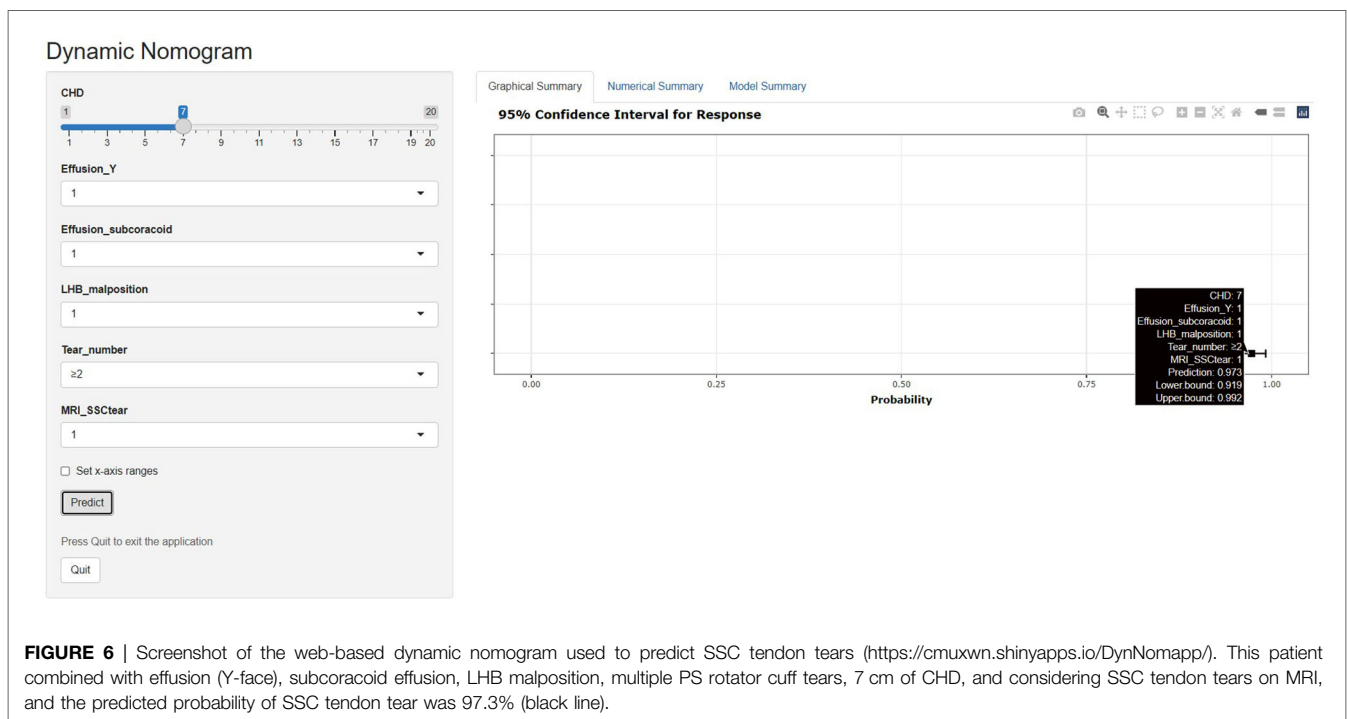 Dynamic Nomogram
CHD
1 7 20
1 3 5 7 9 11 13 15 17 19 20
Effusion_Y
1
Effusion_subcoracoid
1
LHB_malposition
1
Tear_number
≥2
MRI_SSCtear
1
Set x-axis ranges
Predict
Press Quit to exit the application
Quit
Graphical Summary Numerical Summary Model Summary
95% Confidence Interval for Response
CHD: 7
Effusion_Y: 1
Effusion_subcoracoid: 1
LHB_malposition: 1
Tear_number: ≥2
MRI_SSCtear: 1
Prediction: 0.973
Lower.bound: 0.919
Upper.bound: 0.992
0.00 0.25 0.50 0.75 1.00
Probability
FIGURE 6 | Screenshot of the web-based dynamic nomogram used to predict SSC tendon tears (https://cmuxwn.shinyapps.io/DynNomapp/). This patient
combined with effusion (Y-face), subcoracoid effusion, LHB malposition, multiple PS rotator cuff tears, 7 cm of CHD, and considering SSC tendon tears on MRI,
and the predicted probability of SSC tendon tear was 97.3% (black line).